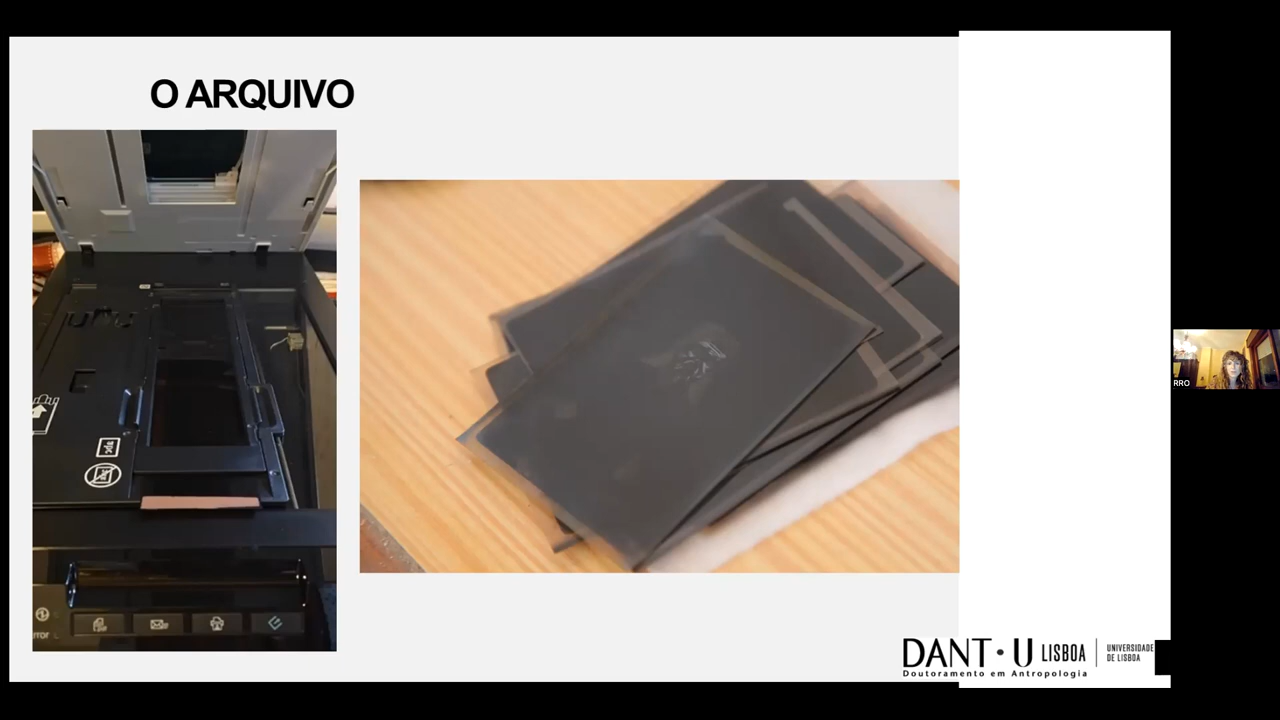 O ARQUIVO
RRO
DANT • U LISBOA
UNIVERSIDADE
DE LISBOA
Doutoramento em Antropologia